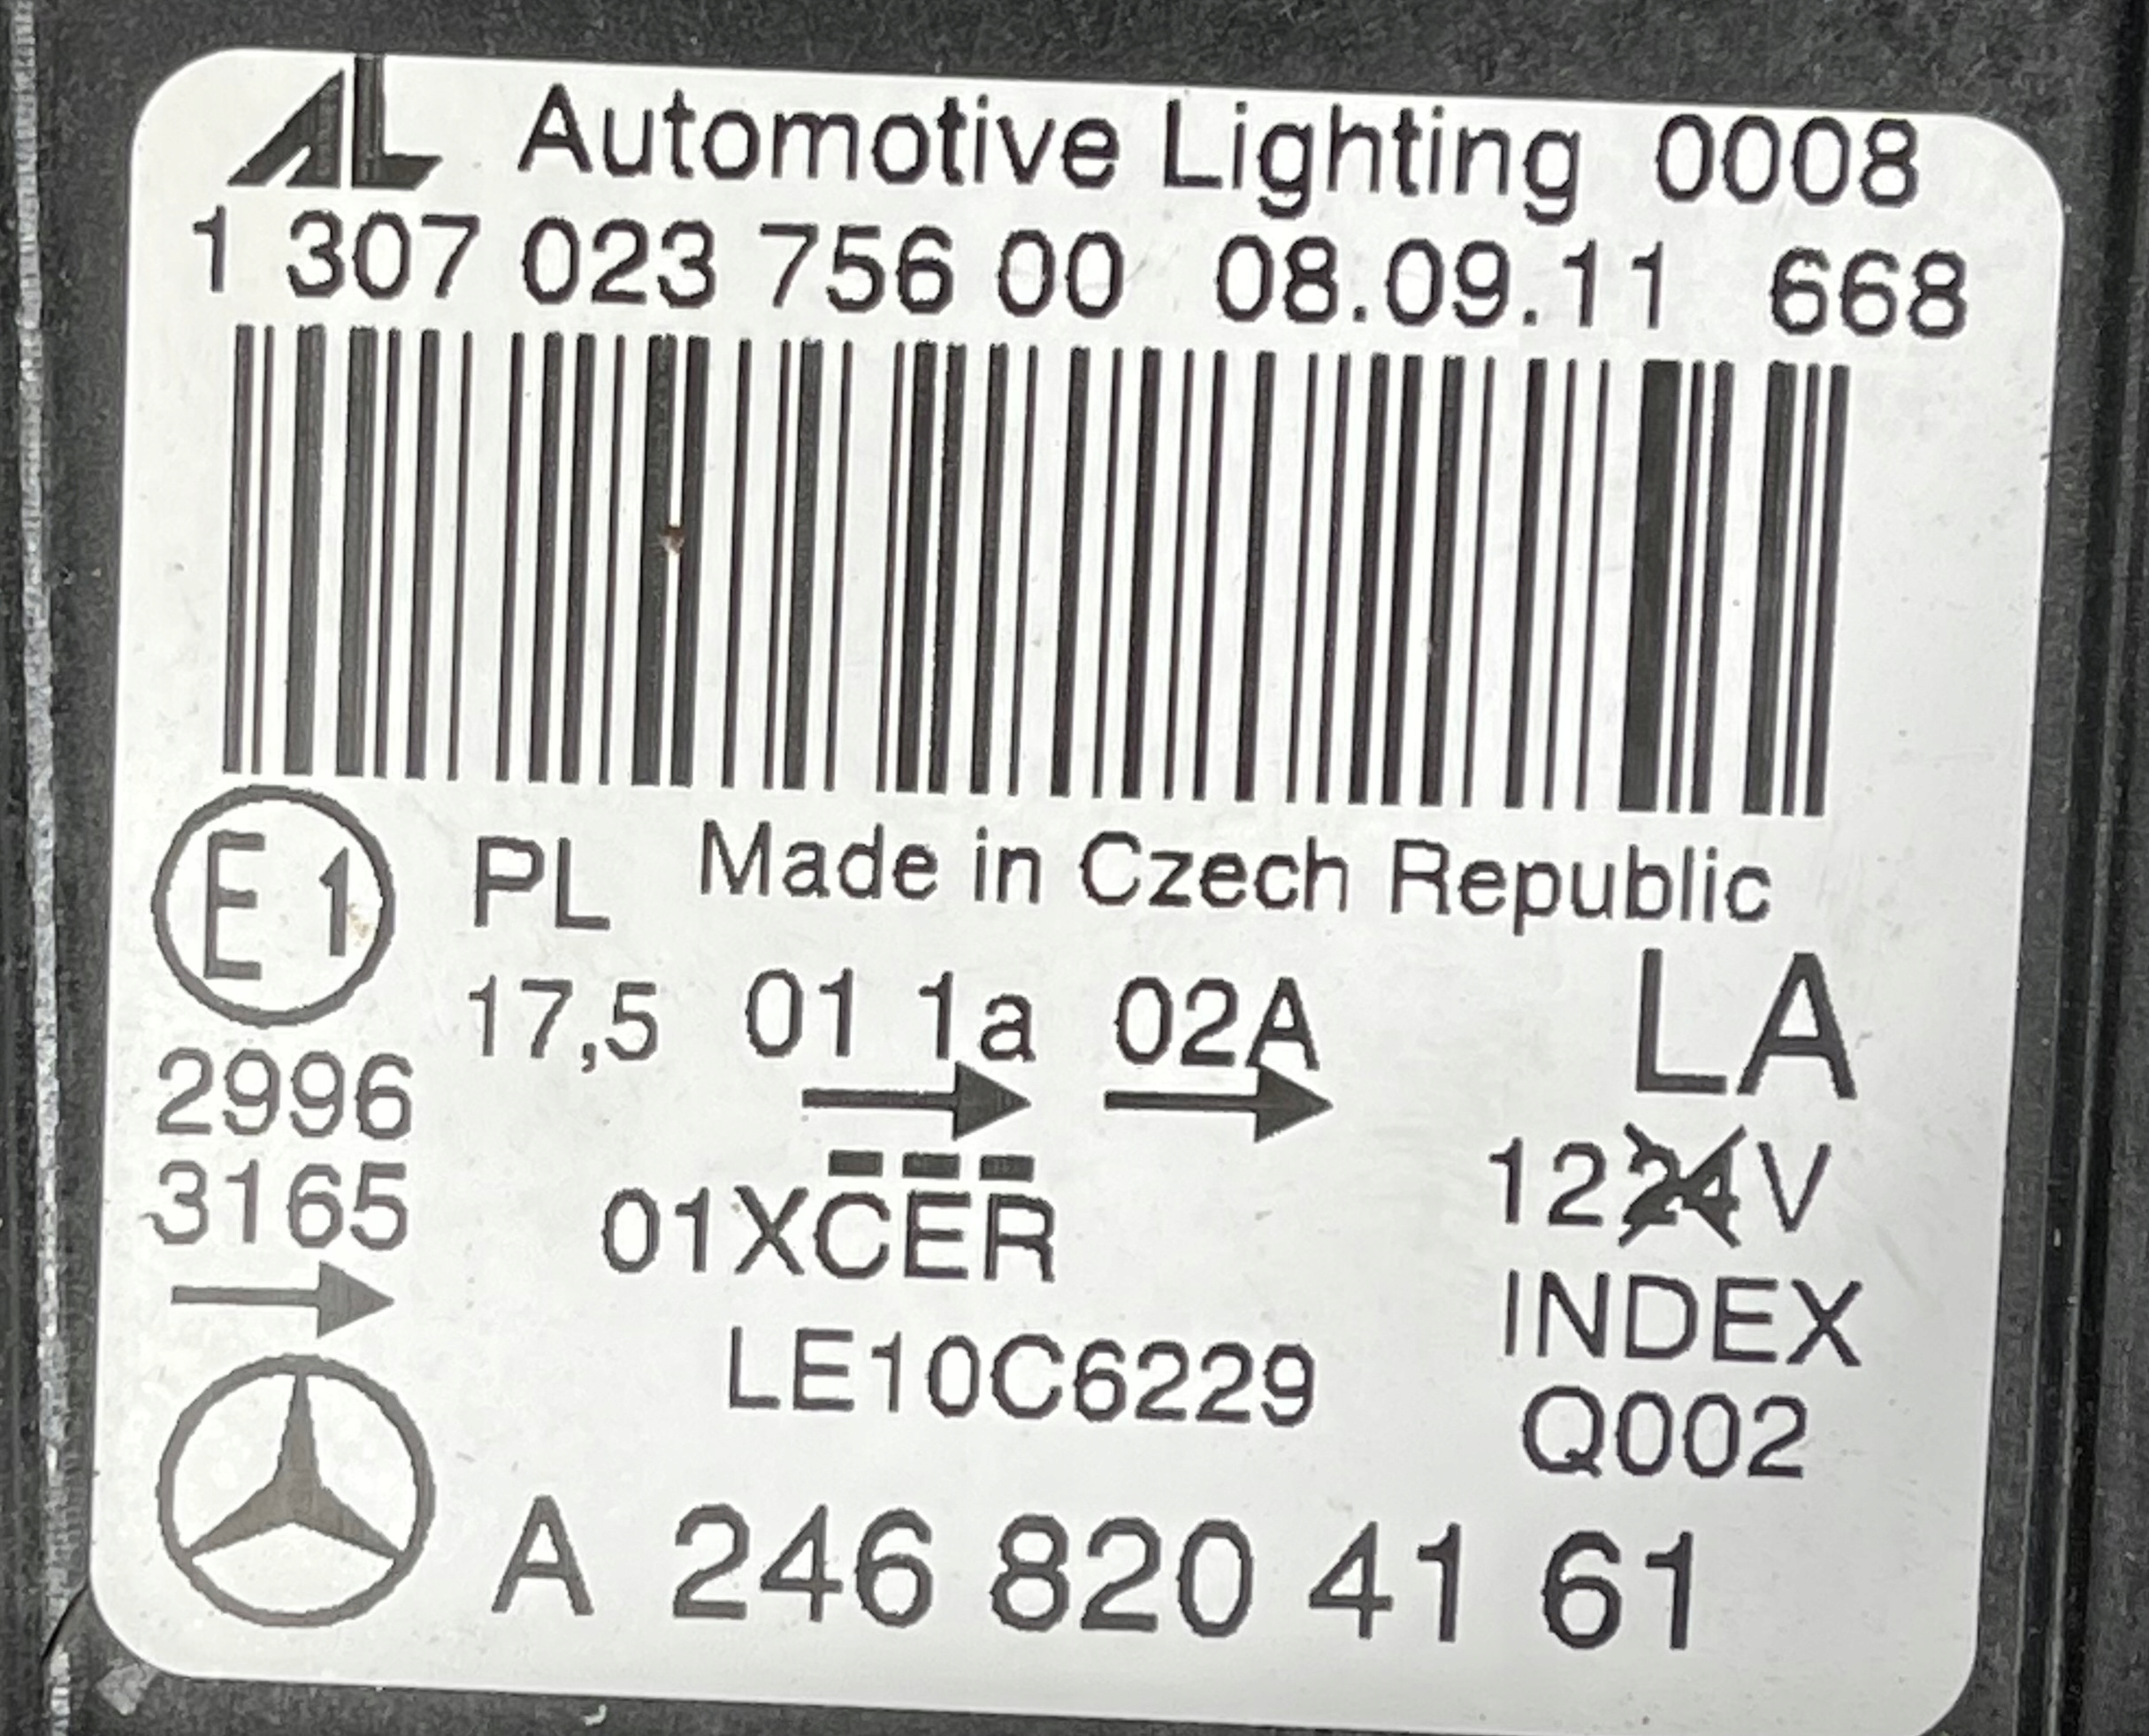 AL Automotive Lighting 0008
1 307 023 756 00 08.09.11 668
E1 PL Made in Czech Republic
17,5 01 1a 02A LA
2996
3165 01XCER 12 24 V
INDEX
LE10C6229
Q002
A 246 820 41 61